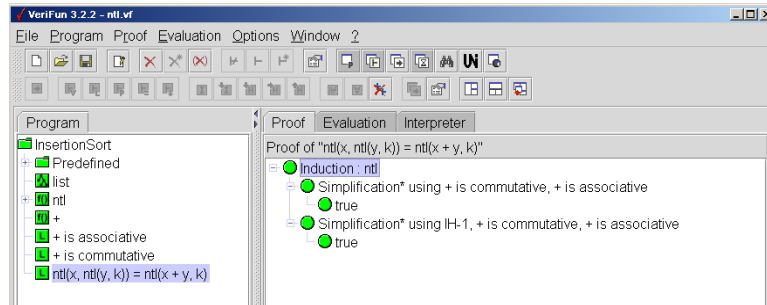 VeriFun 3.2.2 - ntl.vf
File Program Proof Evaluation Options Window ?
Program
InsertionSort
Predefined
list
f() ntl
f() +
L + is associative
L + is commutative
L ntl(x, ntl(y, k)) = ntl(x + y, k)
Proof Evaluation Interpreter
Proof of "ntl(x, ntl(y, k)) = ntl(x + y, k)"
Induction : ntl
Simplification* using + is commutative, + is associative
true
Simplification* using IH-1, + is commutative, + is associative
true